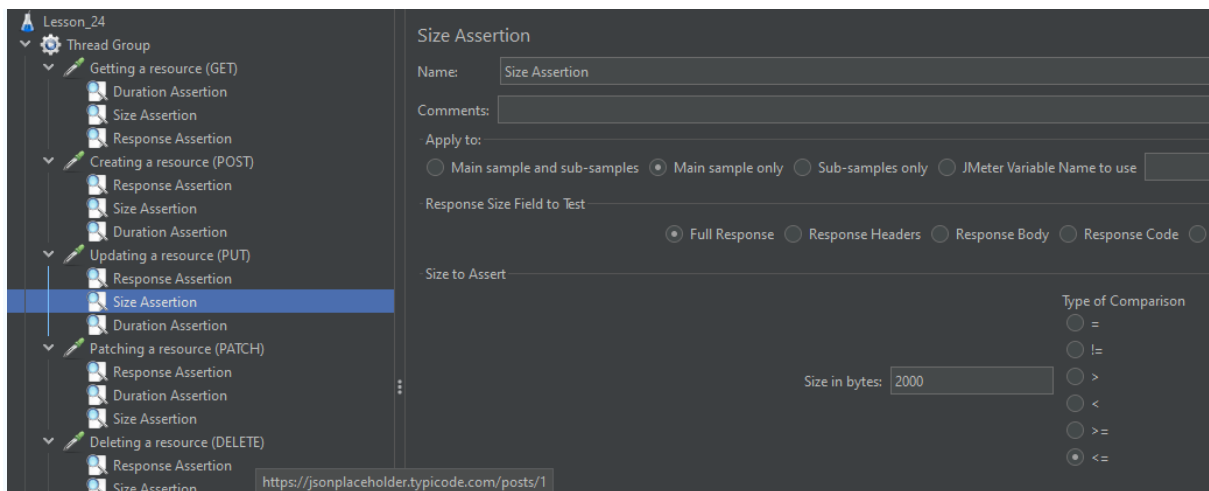 Lesson_24
Thread Group
Getting a resource (GET)
Duration Assertion
Size Assertion
Response Assertion
Creating a resource (POST)
Response Assertion
Size Assertion
Duration Assertion
Updating a resource (PUT)
Response Assertion
Size Assertion
Duration Assertion
Patching a resource (PATCH)
Response Assertion
Duration Assertion
Size Assertion
Deleting a resource (DELETE)
Response Assertion
Size Assertion
https://jsonplaceholder.typicode.com/posts/1
Size Assertion
Name: Size Assertion
Comments:
Apply to:
Main sample and sub-samples Main sample only Sub-samples only JMeter Variable Name to use
Response Size Field to Test
Full Response Response Headers Response Body Response Code
Size to Assert
Type of Comparison
=
!=
Size in bytes: 2000 >
<
>=
<=